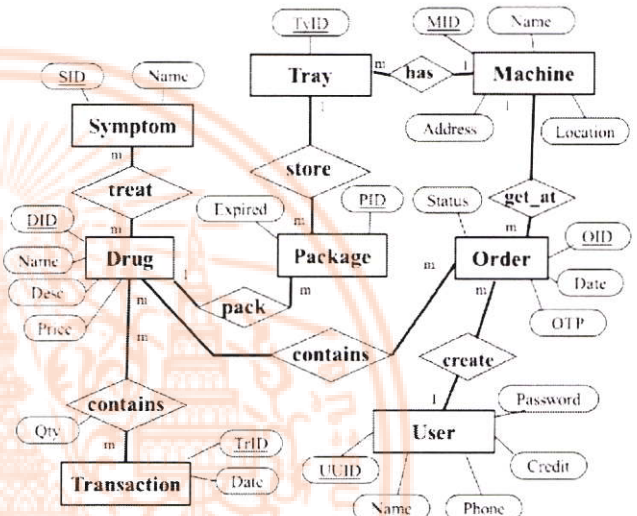 TvID
MID
Name
Tray
m
has
1
Machine
SID
Name
Symptom
1
1
Address
Location
m
treat
store
m
DID
Expired
PID
Status
get_at
m
m
OID
Name
Drug
Package
Order
Desc
1
m
m
m
Date
Price
m
pack
m
OTP
m
contains
create
contains
Qty
1
Password
m
TrID
User
Transaction
Date
UUID
Credit
Name
Phone